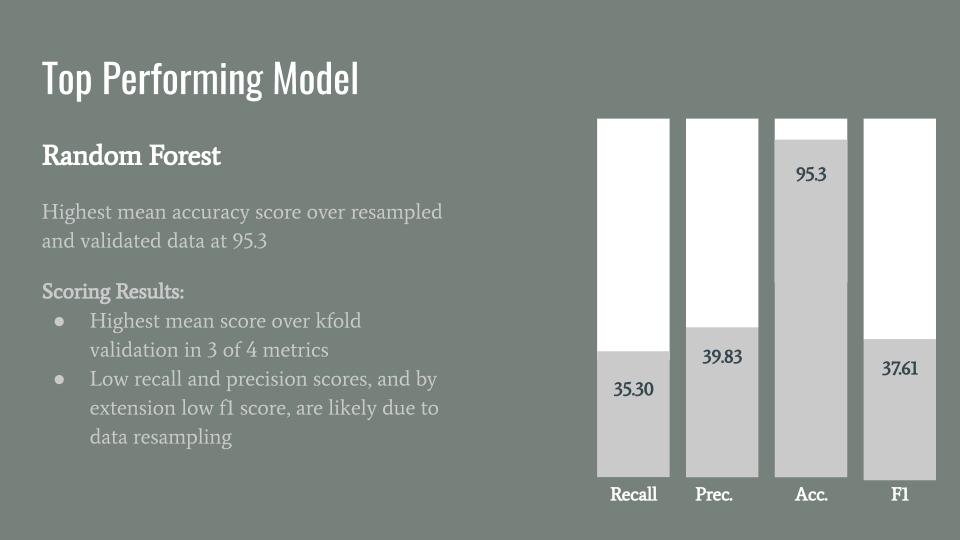 Top Performing Model
Random Forest
Highest mean accuracy score over resampled
and validated data at 95.3
Scoring Results:
● Highest mean score over kfold
validation in 3 of 4 metrics
● Low recall and precision scores, and by
extension low f1 score, are likely due to
data resampling
95.3
39.83
37.61
35.30
Recall Prec. Acc. F1